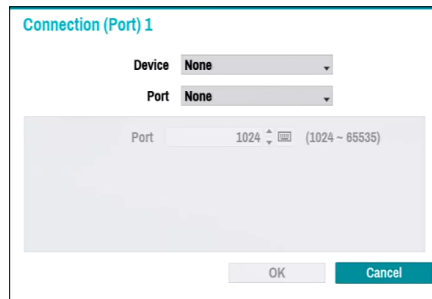 Connection (Port) 1
Device None
Port None
Port 1024 (1024 ~ 65535)
OK Cancel